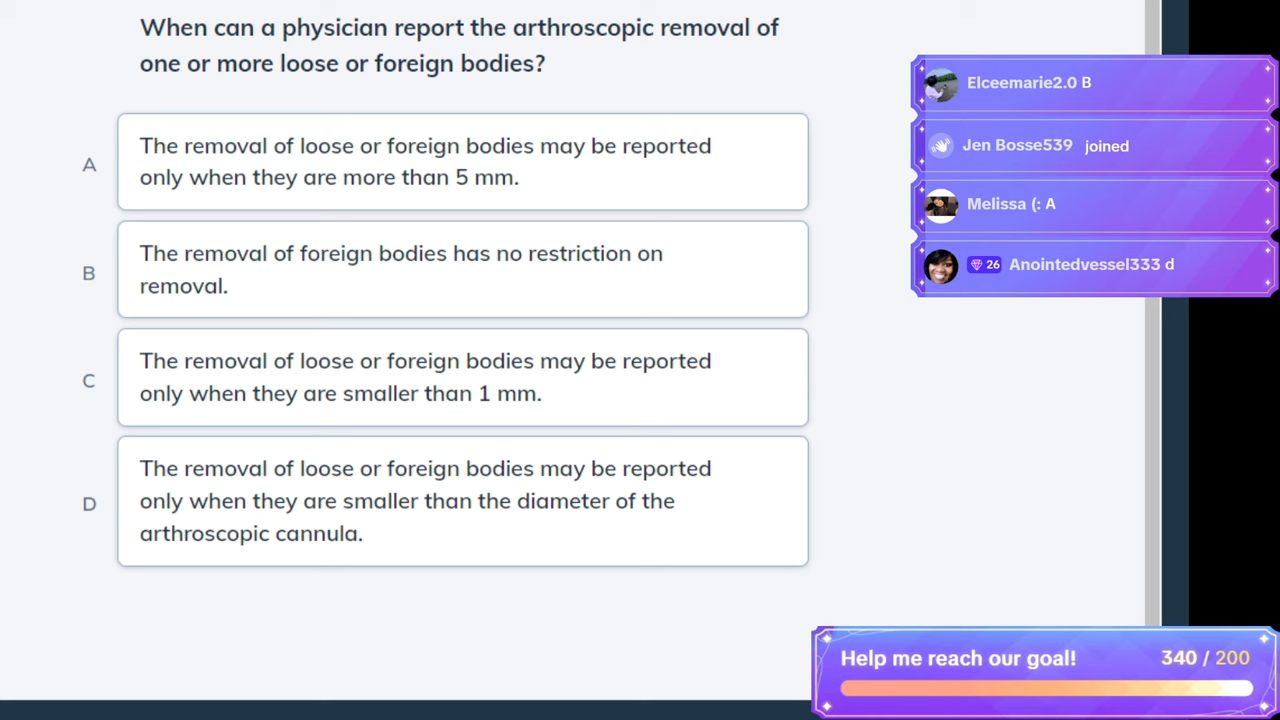 When can a physician report the arthroscopic removal of
one or more loose or foreign bodies?
A
The removal of loose or foreign bodies may be reported
only when they are more than 5 mm.
B
The removal of foreign bodies has no restriction on
removal.
C
The removal of loose or foreign bodies may be reported
only when they are smaller than 1 mm.
D
The removal of loose or foreign bodies may be reported
only when they are smaller than the diameter of the
arthroscopic cannula.
Elceemarie2.0 B
Jen Bosse539 joined
Melissa (: A
26 Anointedvessel333 d
Help me reach our goal! 340 / 200